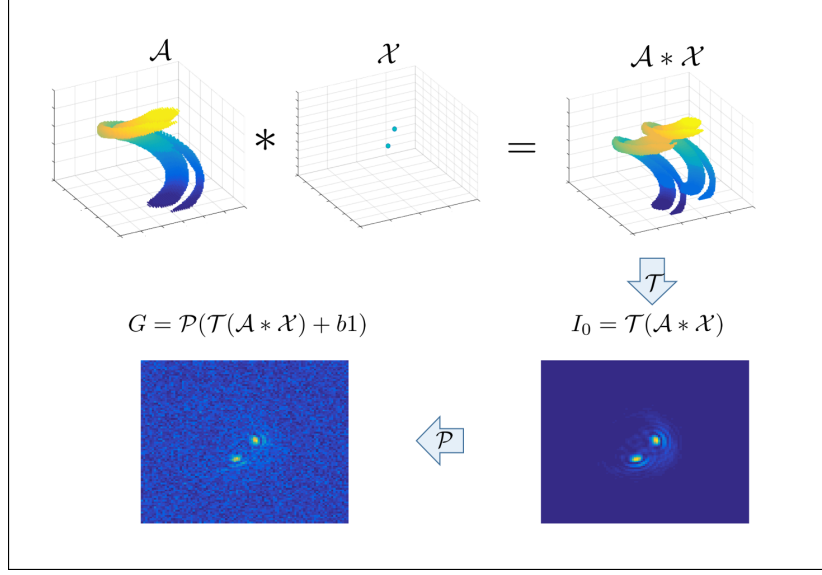 𝒜
𝒳
𝒜 ∗ 𝒳
∗
=
𝒯
G = 𝒫(𝒯(𝒜 ∗ 𝒳) + b1)
I₀ = 𝒯(𝒜 ∗ 𝒳)
𝒫